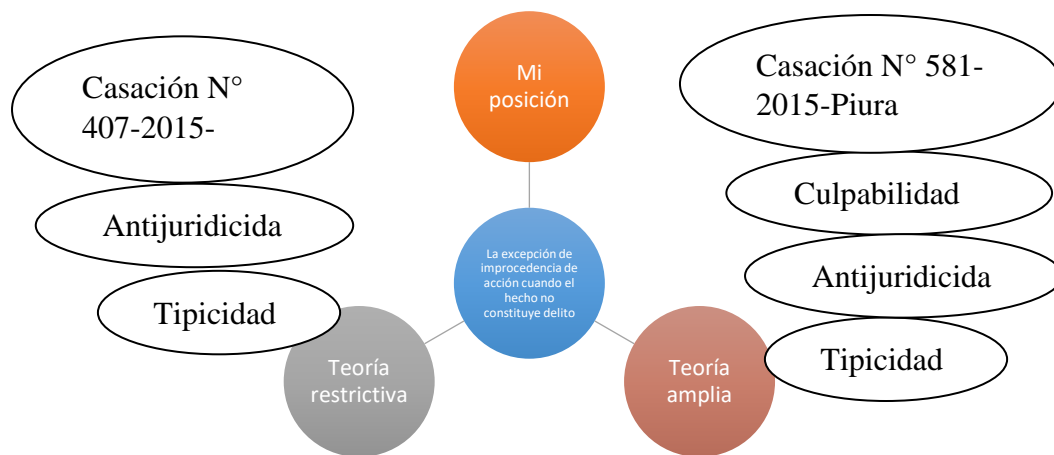 Mi
posición
Casación N°
407-2015-
Antijuridicida
Tipicidad
Casación N° 581-
2015-Piura
Culpabilidad
Antijuridicida
Tipicidad
La excepción de
improcedencia de
acción cuando el
hecho no
constituye delito
Teoría
restrictiva
Teoría
amplia